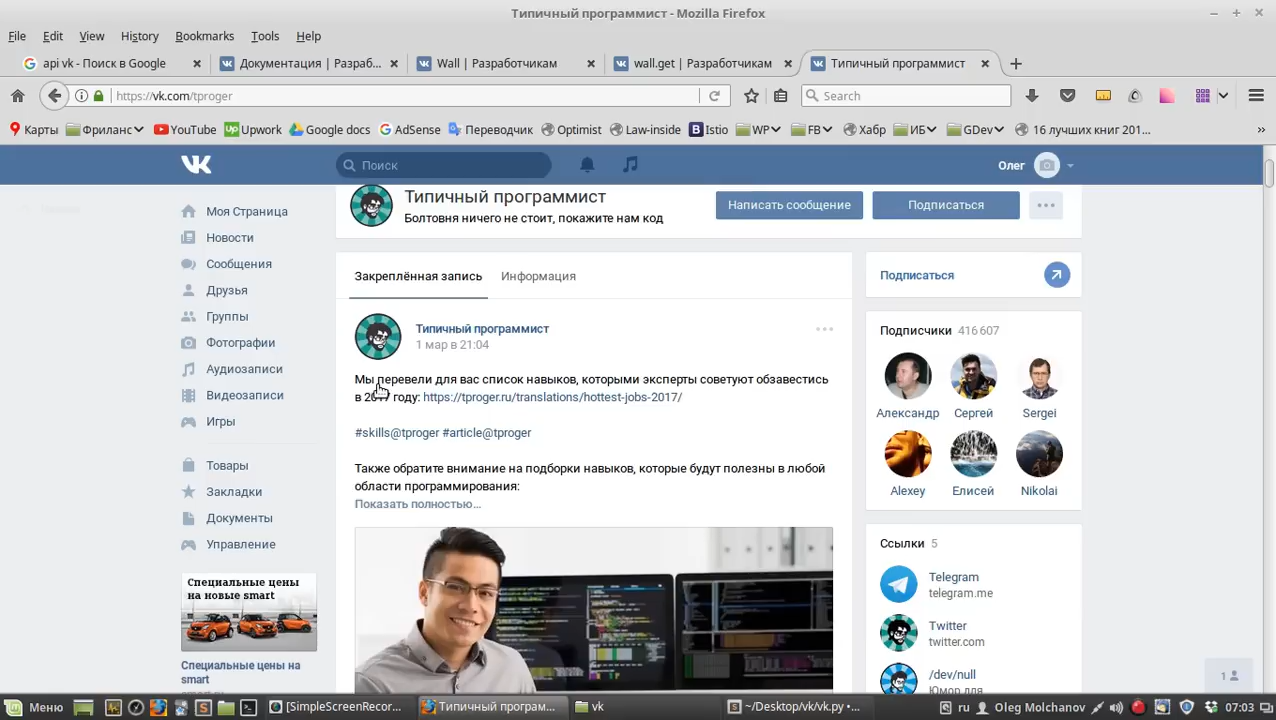 Типичный программист - Mozilla Firefox
File Edit View History Bookmarks Tools Help
api vk - Поиск в Google
Документация | Разраб...
Wall | Разработчикам
wall.get | Разработчикам
Типичный программист
https://vk.com/tproger
Search
Карты Фриланс YouTube Upwork Google docs AdSense Переводчик Optimist Law-inside Istio WP FB Хабр ИБ GDev 16 лучших книг 201...
Поиск
Олег
Моя Страница
Новости
Сообщения
Друзья
Группы
Фотографии
Аудиозаписи
Видеозаписи
Игры
Товары
Закладки
Документы
Управление
Специальные цены
на новые smart
Специальные цены на
smart
Типичный программист
Болтовня ничего не стоит, покажите нам код
Написать сообщение
Подписаться
Закреплённая запись
Информация
Типичный программист
1 мар в 21:04
Мы перевели для вас список навыков, которыми эксперты советуют обзавестись
в 2017 году: https://tproger.ru/translations/hottest-jobs-2017/
#skills@tproger #article@tproger
Также обратите внимание на подборки навыков, которые будут полезны в любой
области программирования:
Показать полностью...
Подписаться
Подписчики 416 607
Александр Сергей Sergei
Alexey Елисей Nikolai
Ссылки 5
Telegram
telegram.me
Twitter
twitter.com
/dev/null
Юмор для
1
Меню
[SimpleScreenRecor...
Типичный програм...
vk
~/Desktop/vk/vk.py •...
ru
Oleg Molchanov
07:03